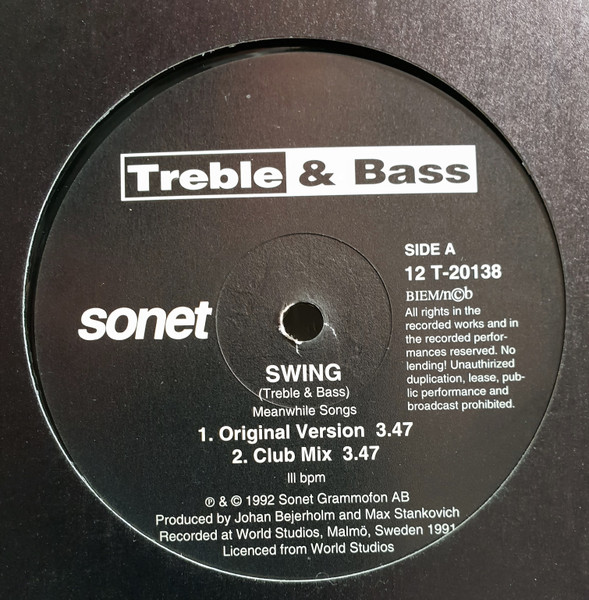 Treble & Bass
SIDE A
12 T-20138
BIEM/n©b
All rights in the
recorded works and in
the recorded perfor-
mances reserved. No
lending! Unauthirized
duplication, lease, pub-
lic performance and
broadcast prohibited.
sonet
SWING
(Treble & Bass)
Meanwhile Songs
1. Original Version 3.47
2. Club Mix 3.47
lll bpm
℗ & © 1992 Sonet Grammofon AB
Produced by Johan Bejerholm and Max Stankovich
Recorded at World Studios, Malmö, Sweden 1991
Licenced from World Studios